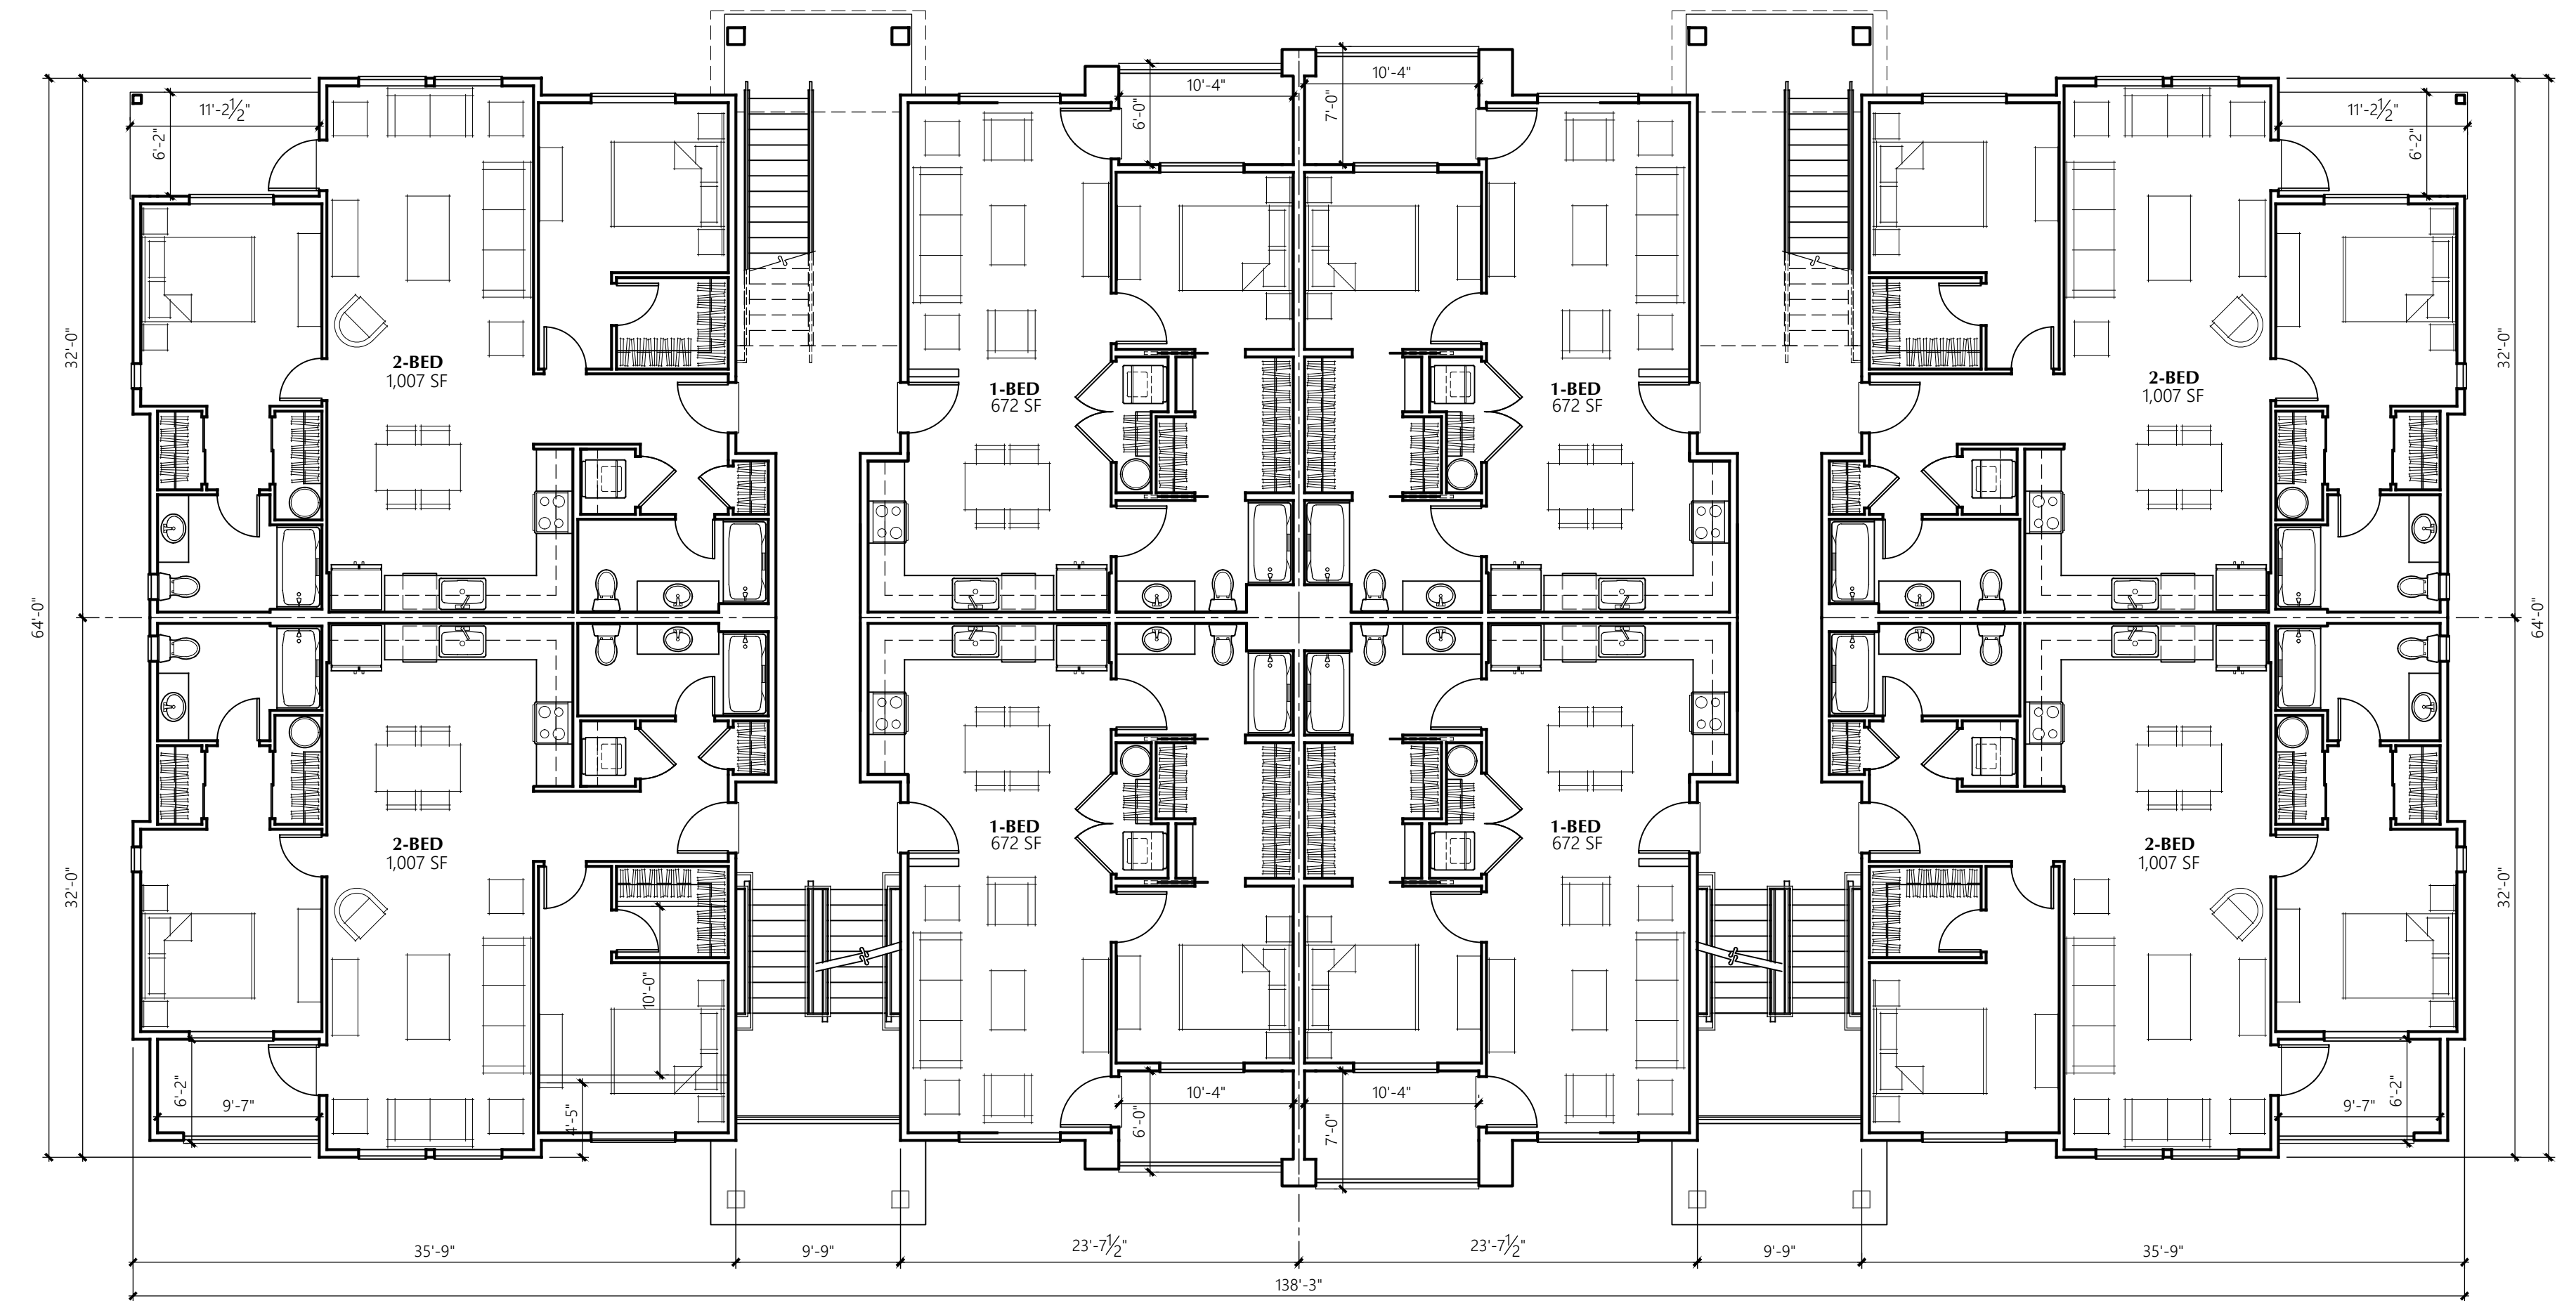 10'-4"
10'-4"
11'-2½"
6'-2"
6'-0"
7'-0"
11'-2½"
6'-2"
32'-0"
32'-0"
2-BED
1,007 SF
1-BED
672 SF
1-BED
672 SF
2-BED
1,007 SF
64'-0"
64'-0"
2-BED
1,007 SF
1-BED
672 SF
1-BED
672 SF
2-BED
1,007 SF
32'-0"
32'-0"
10'-0"
6'-2"
9'-7"
4'-5"
6'-0"
10'-4"
7'-0"
10'-4"
9'-7"
6'-2"
35'-9"
9'-9"
23'-7½"
23'-7½"
9'-9"
35'-9"
138'-3"